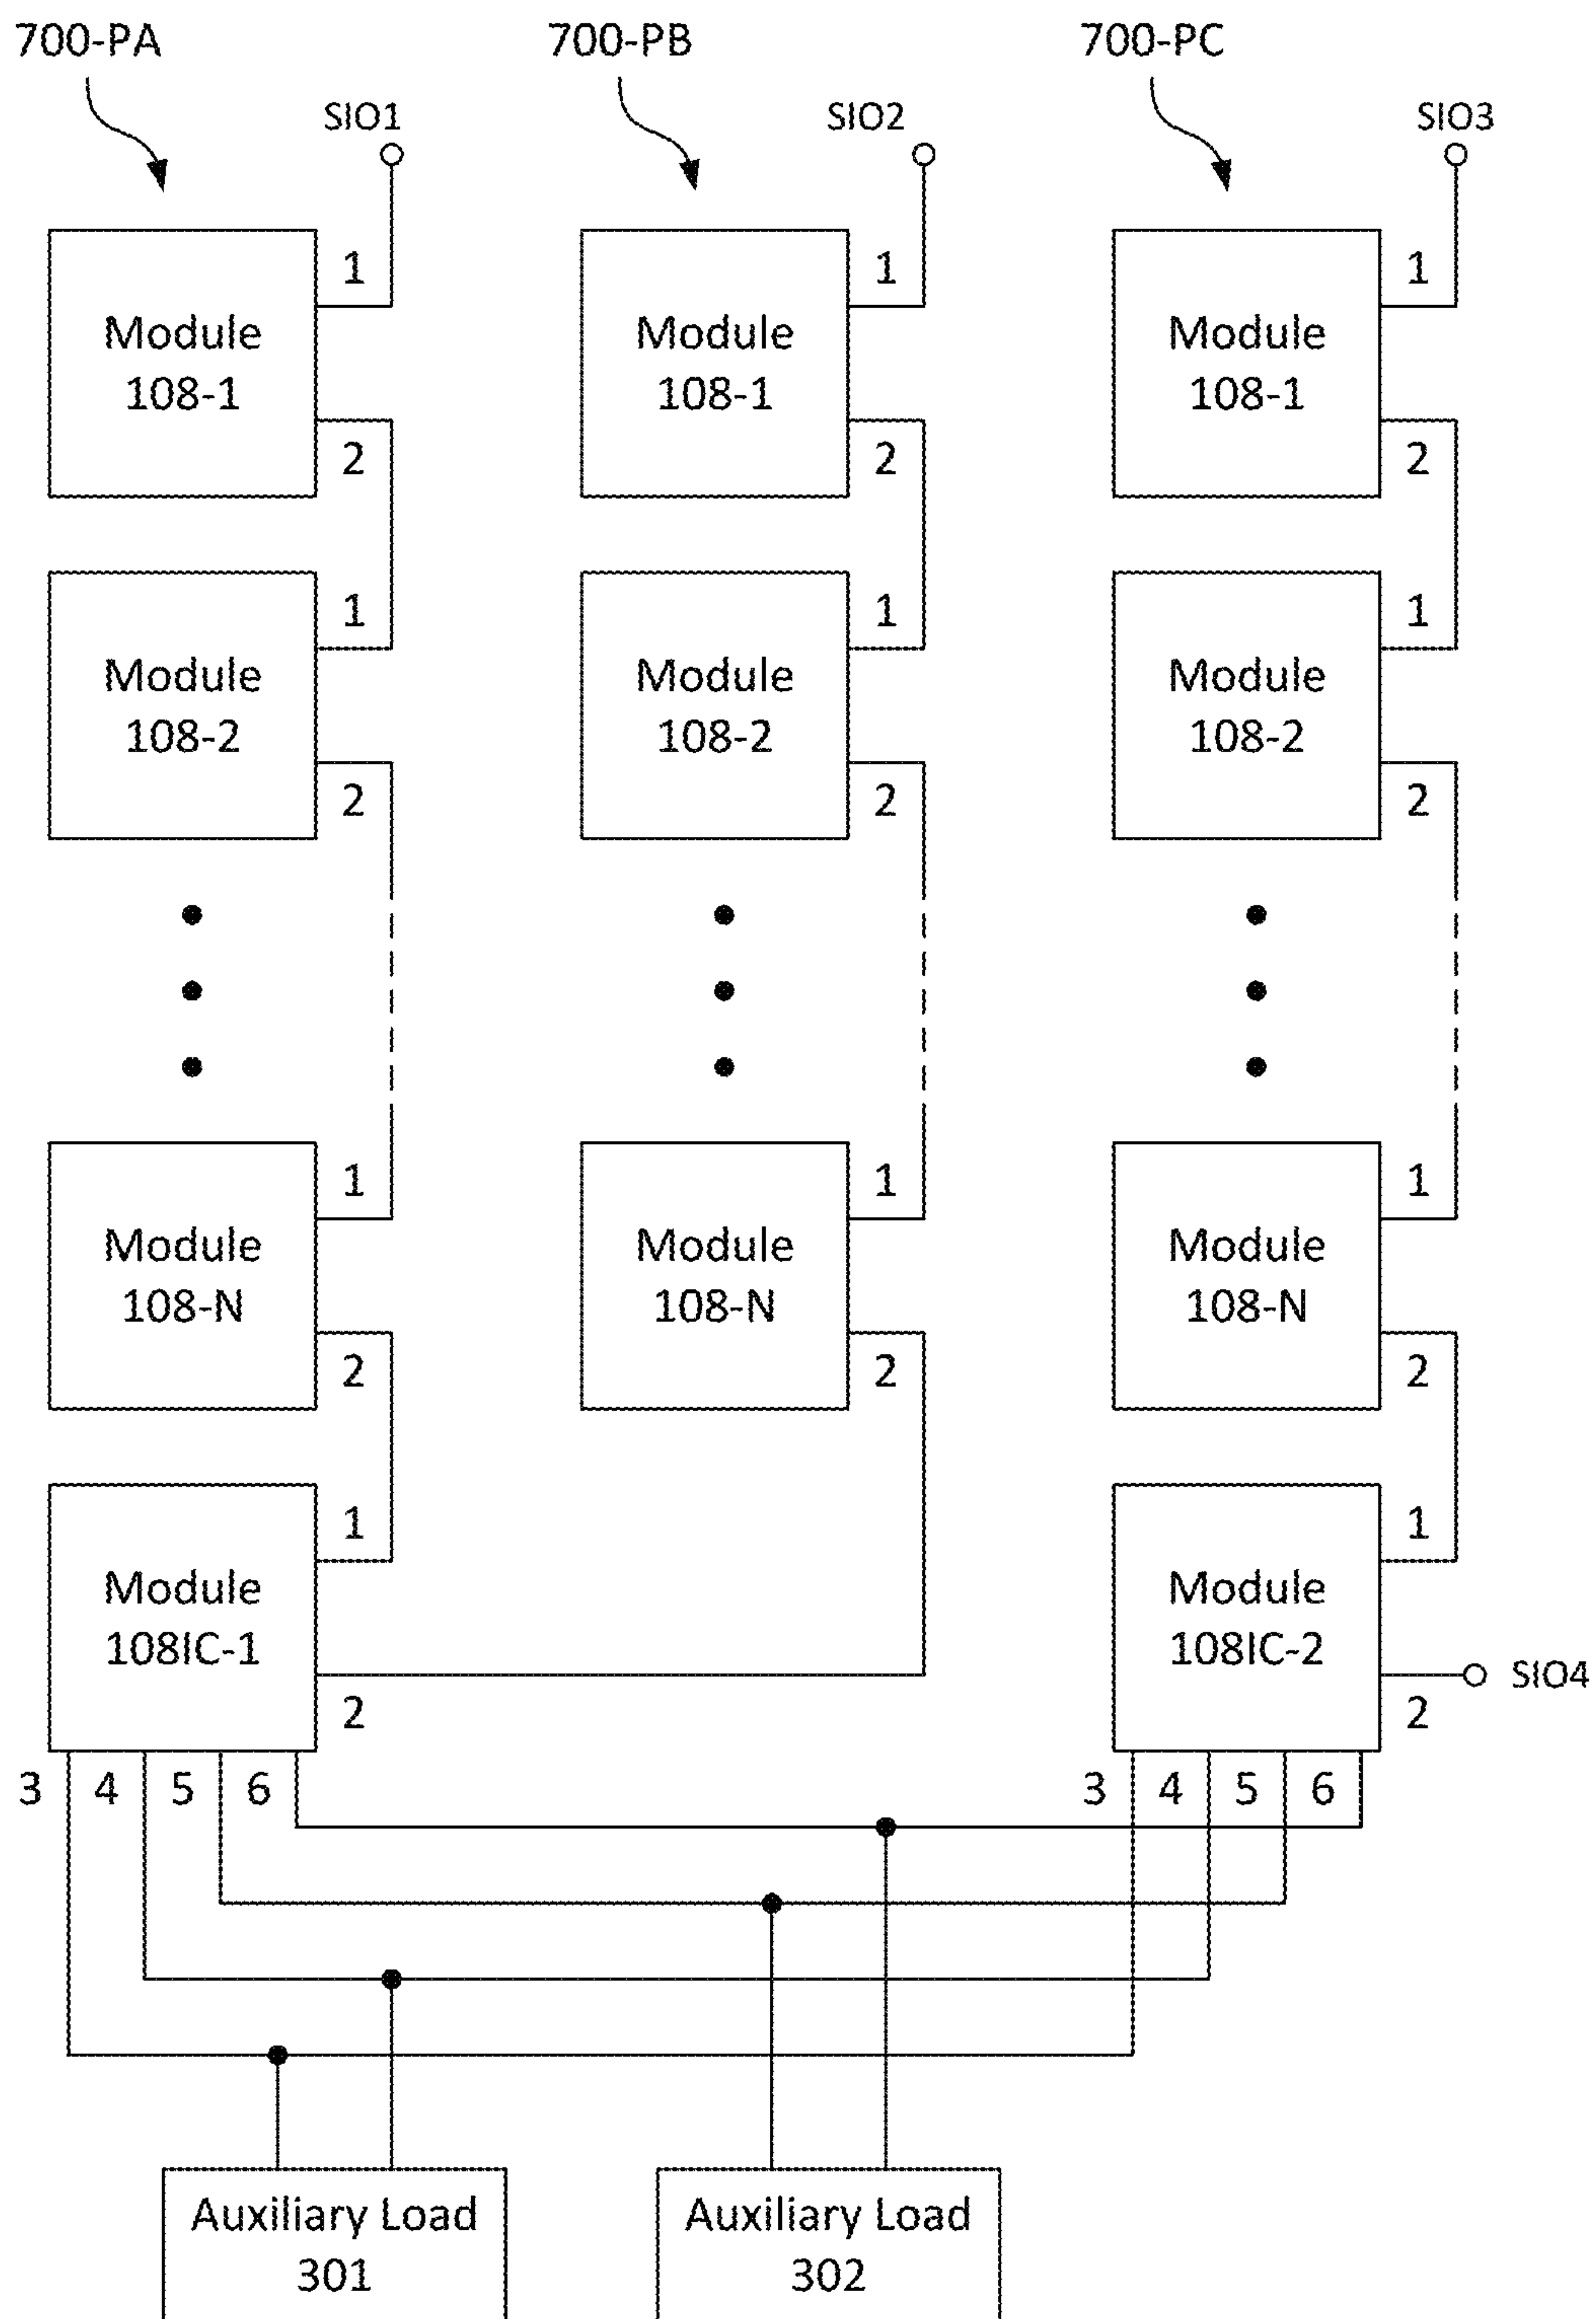 700-PA
700-PB
700-PC
SIO1
SIO2
SIO3
1
1
1
Module
108-1
Module
108-1
Module
108-1
2
2
2
1
1
1
Module
108-2
Module
108-2
Module
108-2
2
2
2
1
1
1
Module
108-N
Module
108-N
Module
108-N
2
2
2
1
1
Module
108IC-1
Module
108IC-2
SIO4
2
2
3 4 5 6
3 4 5 6
Auxiliary Load
301
Auxiliary Load
302